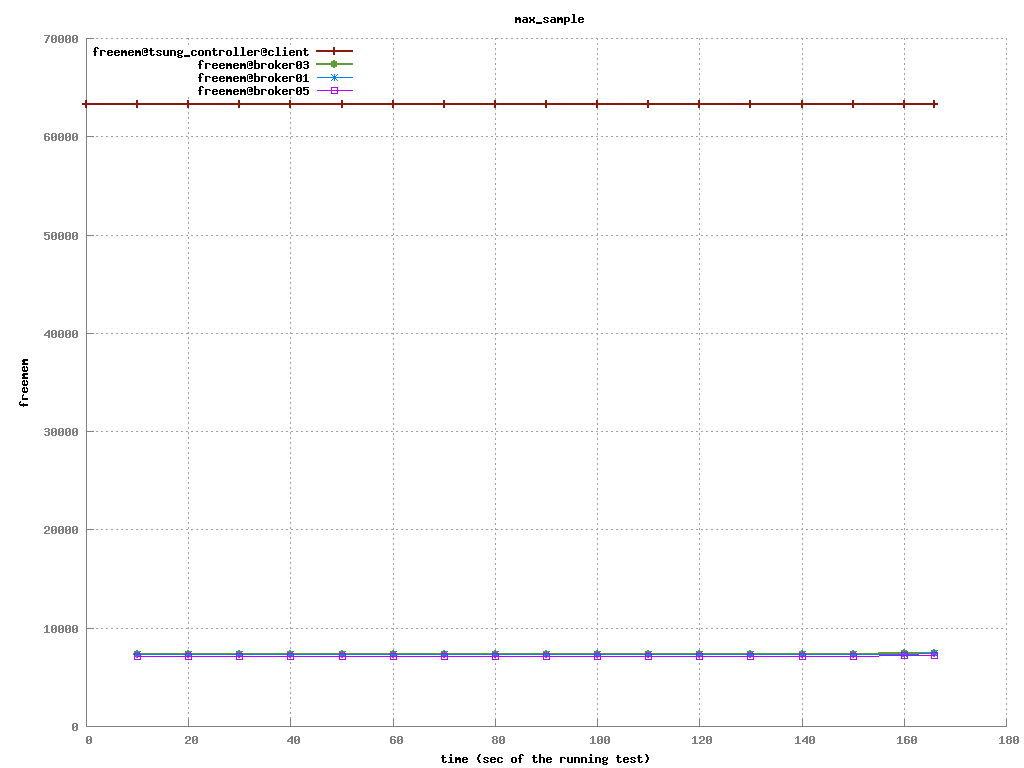 max_sample
70000
freemem@tsung_controller@client
freemem@broker03
freemem@broker01
freemem@broker05
60000
50000
40000
freemem
30000
20000
10000
0
0 20 40 60 80 100 120 140 160 180
time (sec of the running test)